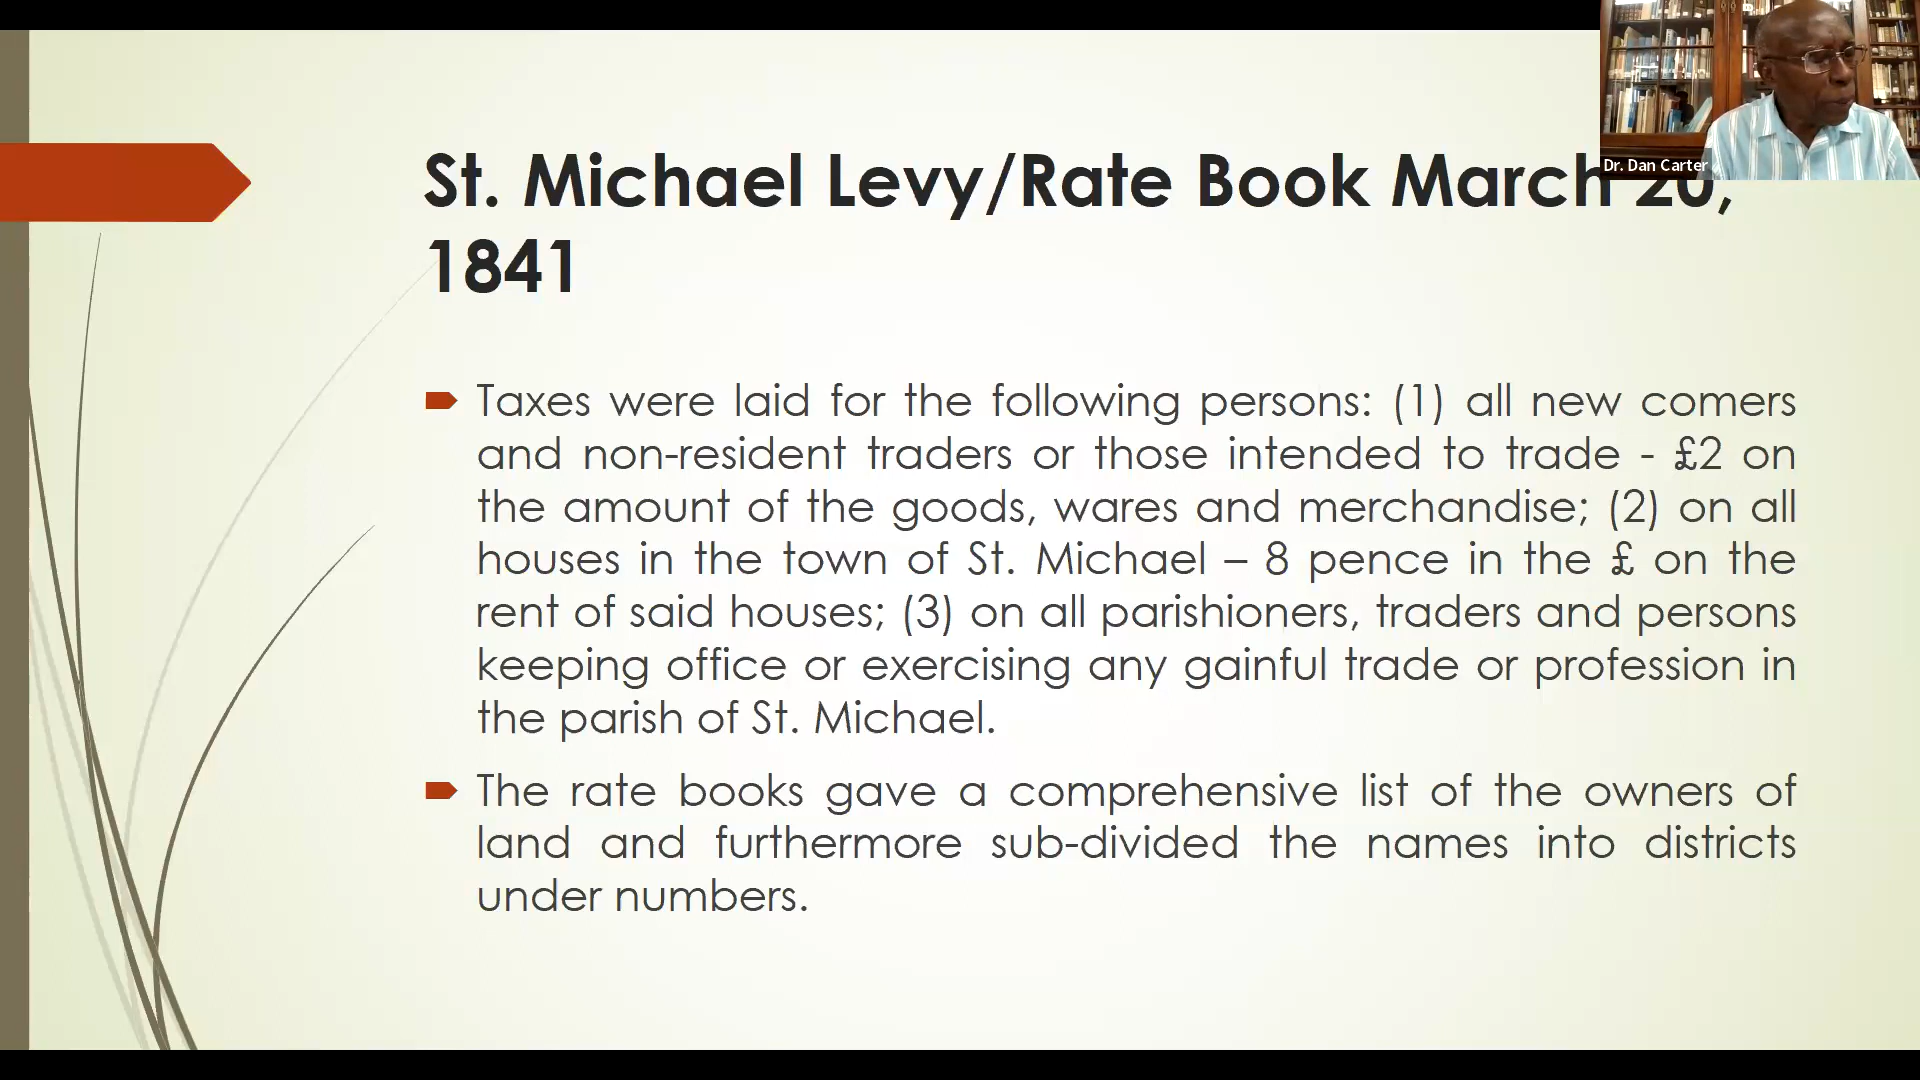 St. Michael Levy/Rate Book March 20,
1841
Dr. Dan Carter
Taxes were laid for the following persons: (1) all new comers
and non-resident traders or those intended to trade - £2 on
the amount of the goods, wares and merchandise; (2) on all
houses in the town of St. Michael – 8 pence in the £ on the
rent of said houses; (3) on all parishioners, traders and persons
keeping office or exercising any gainful trade or profession in
the parish of St. Michael.
The rate books gave a comprehensive list of the owners of
land and furthermore sub-divided the names into districts
under numbers.